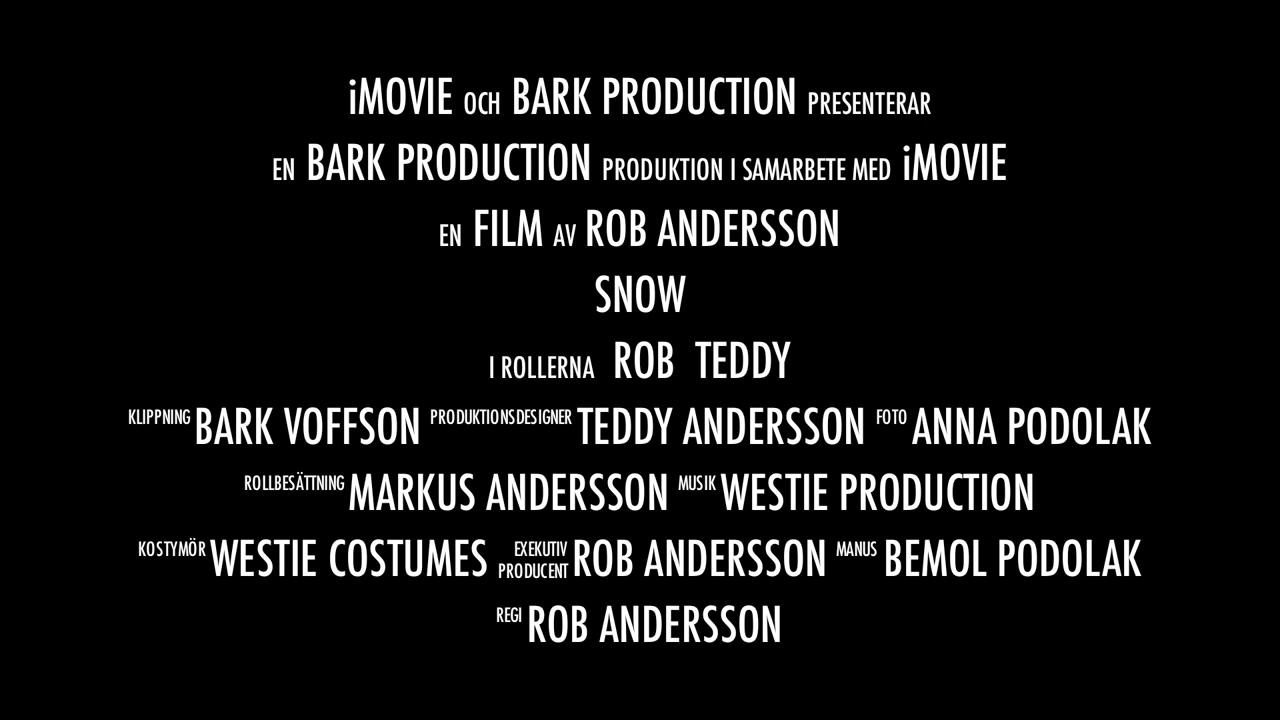 iMOVIE OCH BARK PRODUCTION PRESENTERAR
EN BARK PRODUCTION PRODUKTION I SAMARBETE MED iMOVIE
EN FILM AV ROB ANDERSSON
SNOW
I ROLLERNA ROB TEDDY
KLIPPNING BARK VOFFSON PRODUKTIONSDESIGNER TEDDY ANDERSSON FOTO ANNA PODOLAK
ROLLBESÄTTNING MARKUS ANDERSSON MUSIK WESTIE PRODUCTION
KOSTYMÖR WESTIE COSTUMES EXEKUTIV PRODUCENT ROB ANDERSSON MANUS BEMOL PODOLAK
REGI ROB ANDERSSON